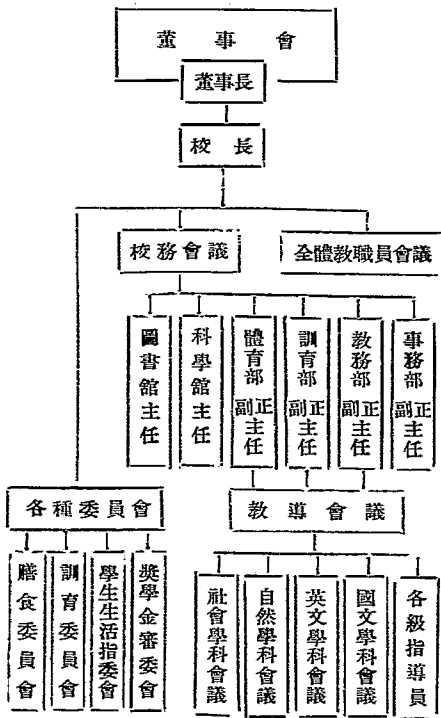 董事會
董事長
校長
校務會議
全體教職員會議
圖書館主任
科學館主任
體育部正副主任
訓育部正副主任
教務部正副主任
事務部正副主任
各種委員會
教導會議
膳食委員會
訓育委員會
學生生活指委會
獎學金審委會
社會學科會議
自然學科會議
英文學科會議
國文學科會議
各級指導員